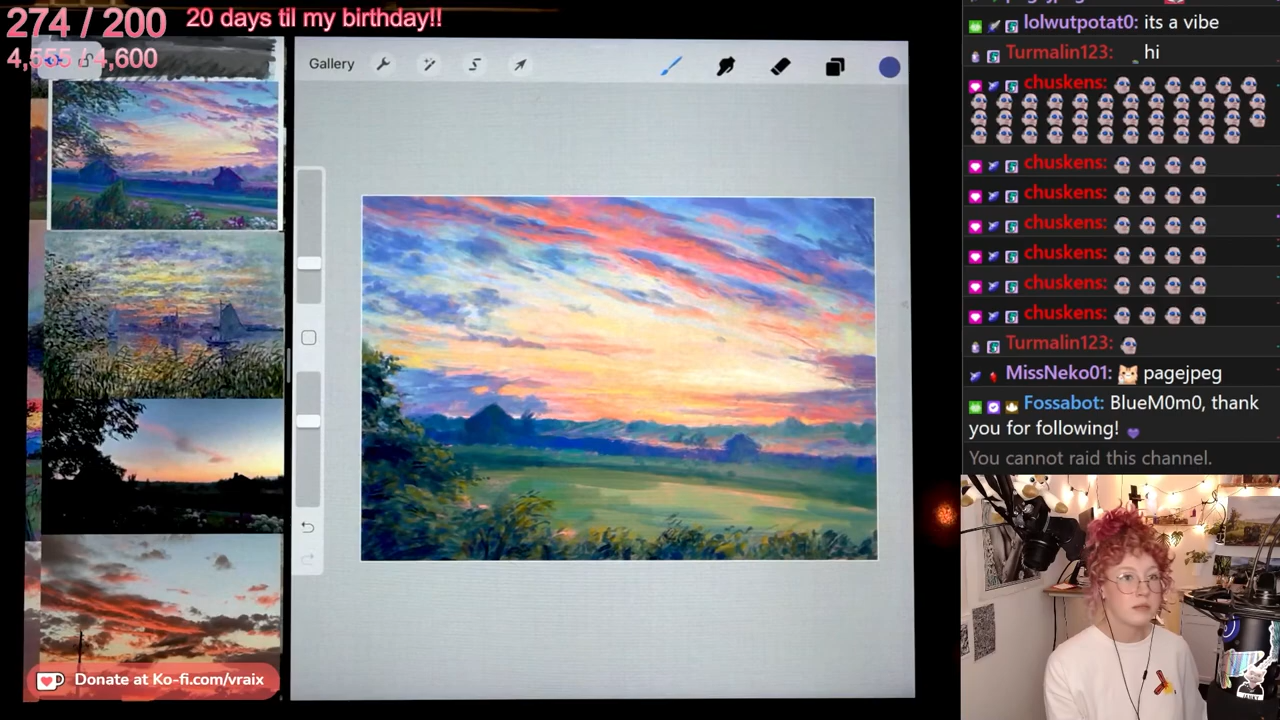 274 / 200
20 days til my birthday!!
4,555 / 4,600
Gallery
lolwutpotat0: its a vibe
Turmalin123: hi
chuskens:
chuskens:
chuskens:
chuskens:
chuskens:
chuskens:
chuskens:
Turmalin123:
MissNeko01: pagejpeg
Fossabot: BlueM0m0, thank
you for following!
You cannot raid this channel.
Donate at Ko-fi.com/vraix